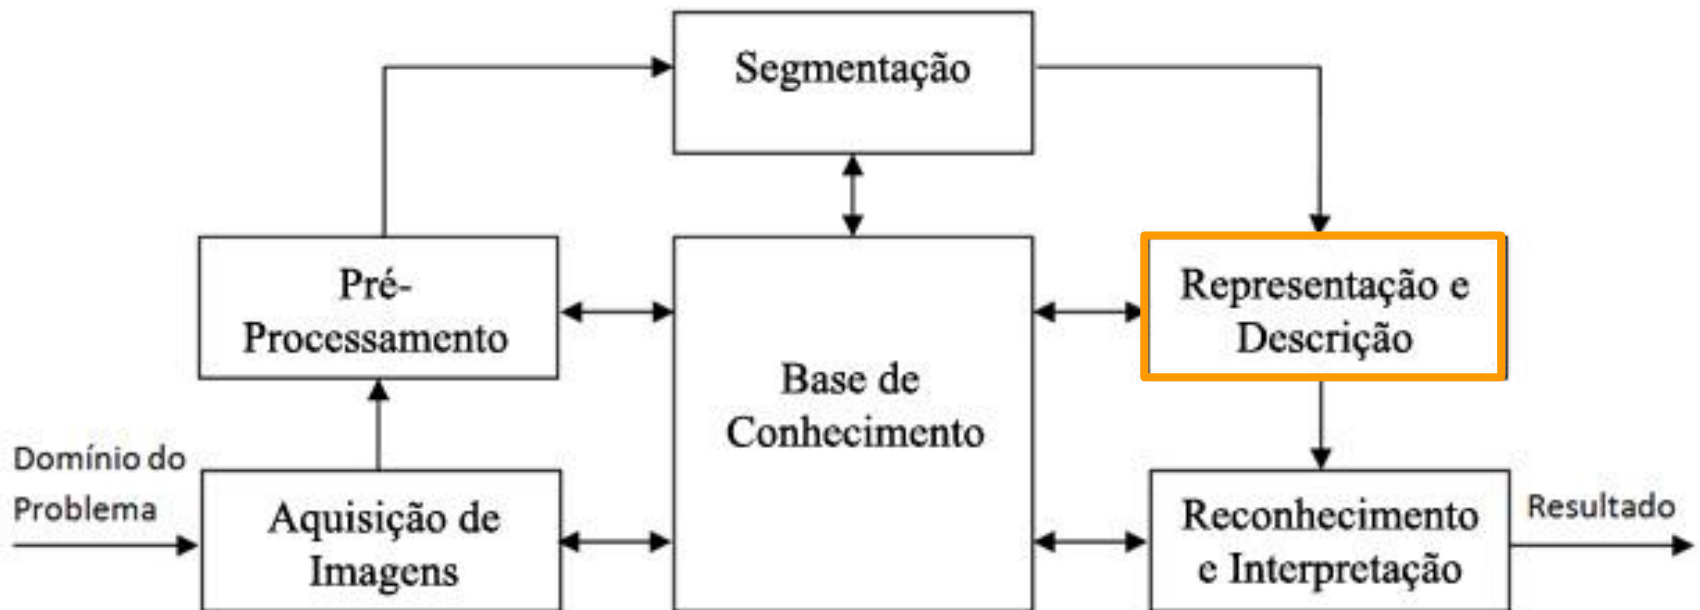 Segmentação
Pré-
Processamento
Representação e
Descrição
Base de
Conhecimento
Domínio do
Problema
Aquisição de
Imagens
Reconhecimento
e Interpretação
Resultado